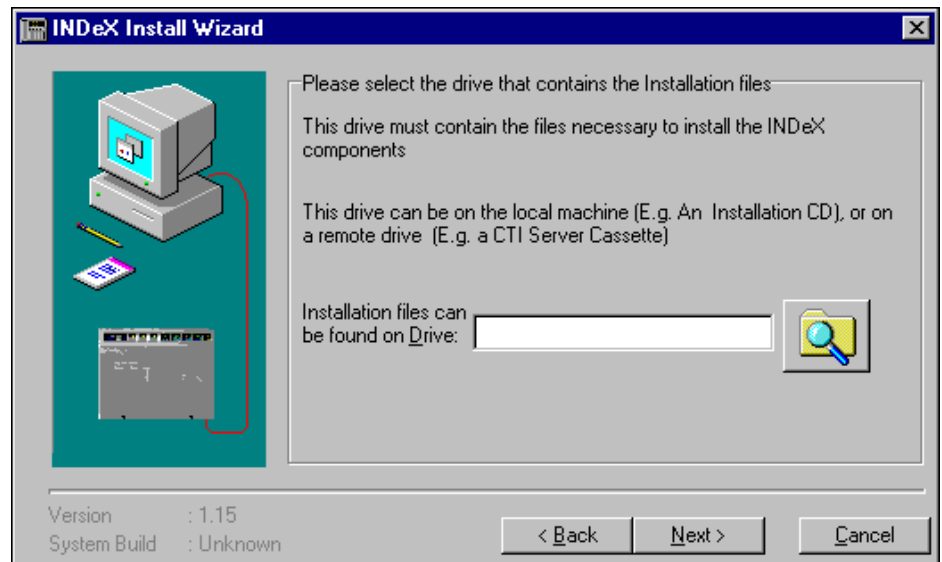 INDeX Install Wizard
Please select the drive that contains the Installation files
This drive must contain the files necessary to install the INDeX
components
This drive can be on the local machine (E.g. An  Installation CD), or on
a remote drive  (E.g. a CTI Server Cassette)
Installation files can
be found on Drive:
Version : 1.15
System Build : Unknown
< Back
Next >
Cancel